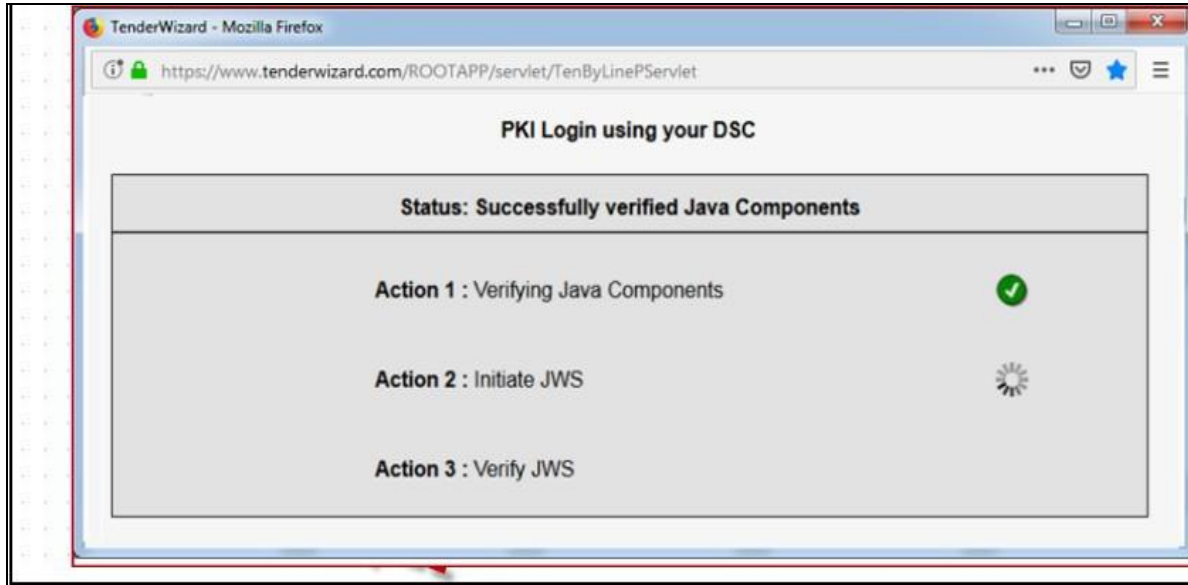 TenderWizard - Mozilla Firefox
https://www.tenderwizard.com/ROOTAPP/servlet/TenByLinePServlet
PKI Login using your DSC
Status: Successfully verified Java Components
Action 1 : Verifying Java Components
Action 2 : Initiate JWS
Action 3 : Verify JWS